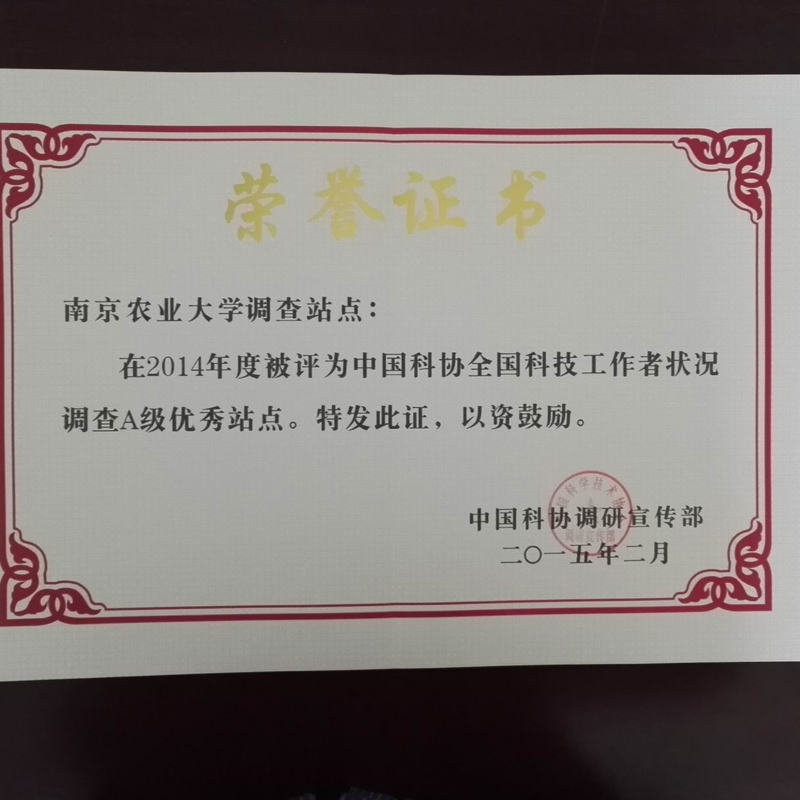 荣誉证书
南京农业大学调查站点：
在2014年度被评为中国科协全国科技工作者状况
调查A级优秀站点。特发此证，以资鼓励。
中国科协调研宣传部
二〇一五年二月